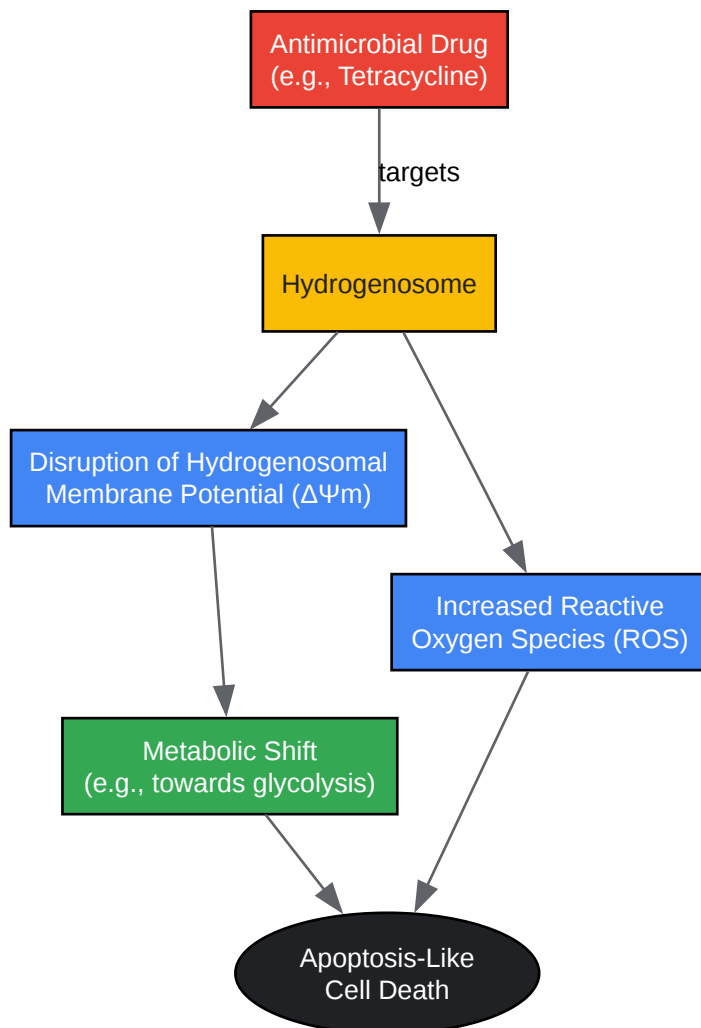 Antimicrobial Drug
(e.g., Tetracycline)
targets
Hydrogenosome
Disruption of Hydrogenosomal
Membrane Potential (ΔΨm)
Increased Reactive
Oxygen Species (ROS)
Metabolic Shift
(e.g., towards glycolysis)
Apoptosis-Like
Cell Death